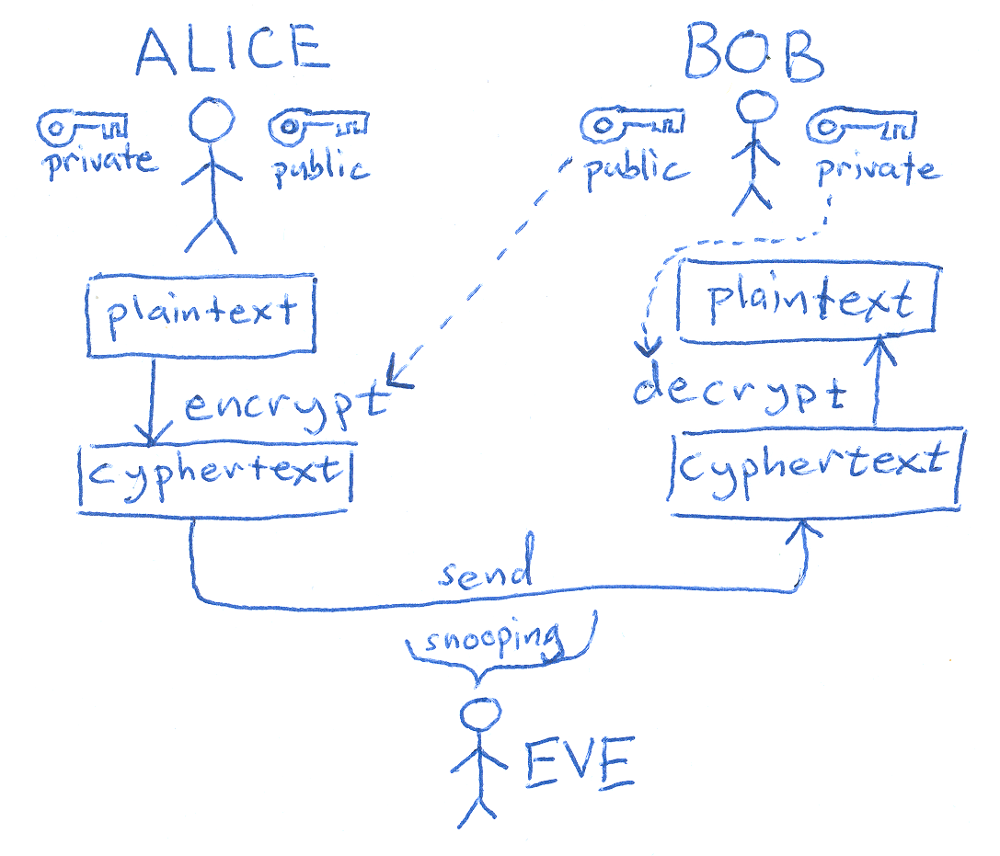 ALICE
BOB
private
public
public
private
plaintext
plaintext
encrypt
decrypt
cyphertext
cyphertext
send
snooping
EVE